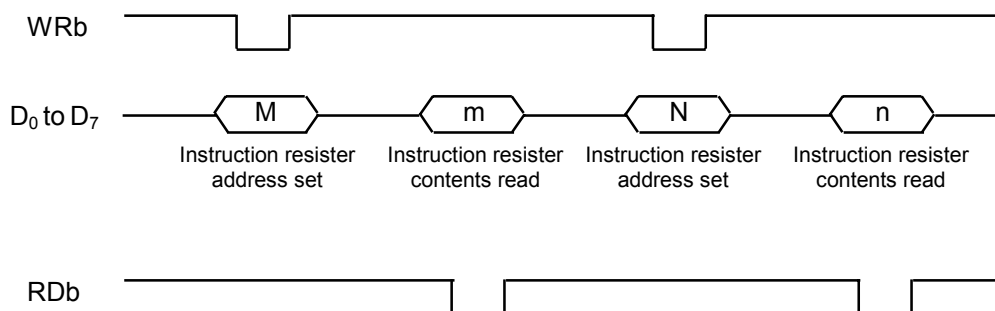 WRb
D₀ to D₇
M
m
N
n
Instruction resister
address set
Instruction resister
contents read
Instruction resister
address set
Instruction resister
contents read
RDb